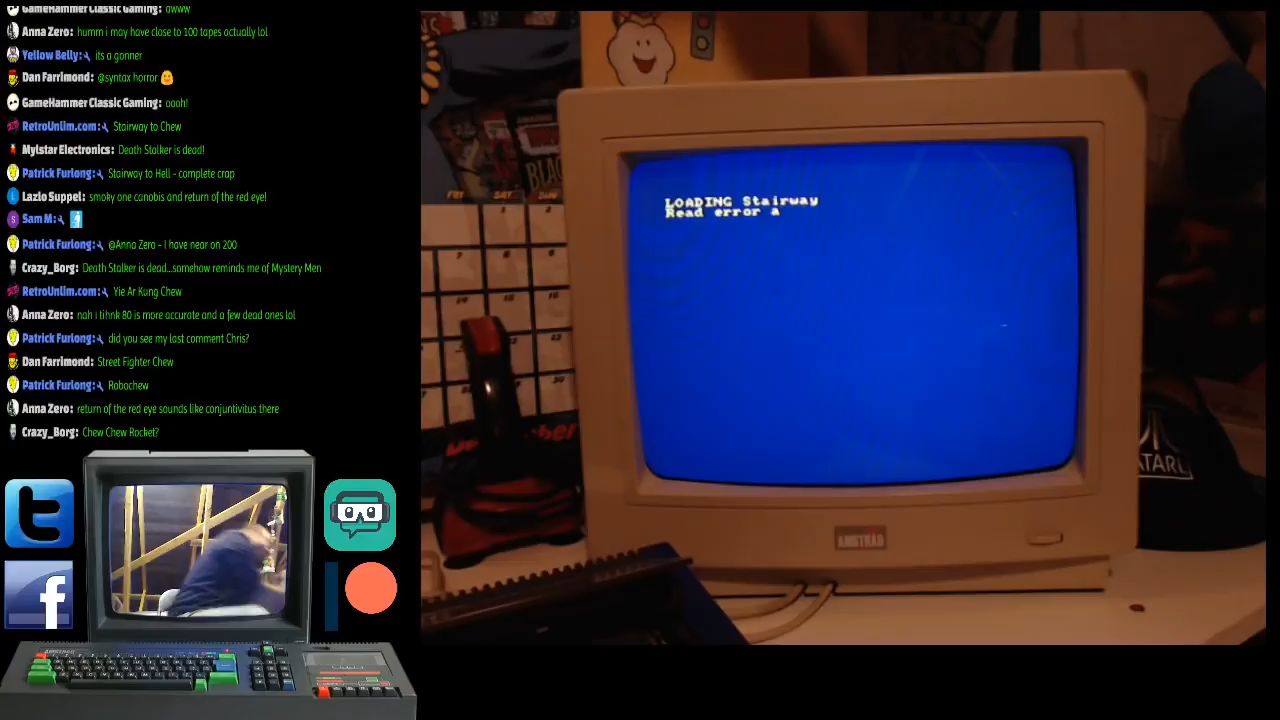 GameHammer Classic Gaming: awww
Anna Zero: humm i may have close to 100 tapes actually lol
Yellow Belly: its a gonner
Dan Farrimond: @syntax horror
GameHammer Classic Gaming: oooh!
RetroUnlim.com: Stairway to Chew
Mylstar Electronics: Death Stalker is dead!
Patrick Furlong: Stairway to Hell - complete crap
Lazlo Suppel: smoky one canobis and return of the red eye!
Sam M:
Patrick Furlong: @Anna Zero - I have near on 200
Crazy_Borg: Death Stalker is dead...somehow reminds me of Mystery Men
RetroUnlim.com: Yie Ar Kung Chew
Anna Zero: nah i tihnk 80 is more accurate and a few dead ones lol
Patrick Furlong: did you see my last comment Chris?
Dan Farrimond: Street Fighter Chew
Patrick Furlong: Robochew
Anna Zero: return of the red eye sounds like conjuntivitus there
Crazy_Borg: Chew Chew Rocket?
LOADING Stairway
Read error a
FRI SAT SUN
BLACK
AMSTRAD
ATARI
AMSTRAD